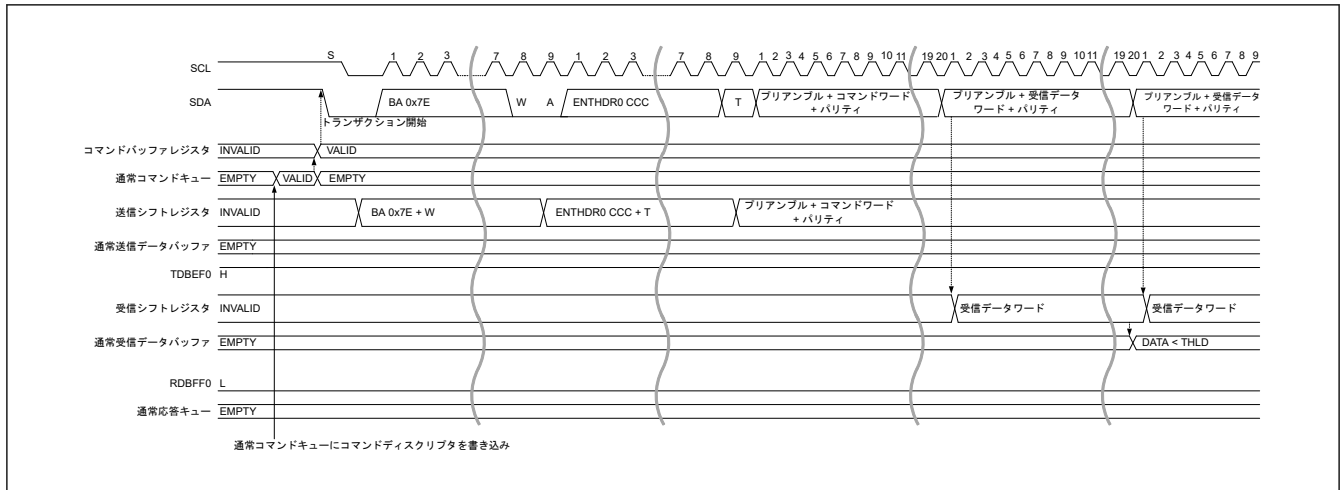 S 1 2 3 7 8 9 1 2 3 7 8 9 1 2 3 4 5 6 7 8 9 10 11 19 20 1 2 3 4 5 6 7 8 9 10 11 19 20 1 2 3 4 5 6 7 8 9
SCL
SDA BA 0x7E W A ENTHDR0 CCC T プリアンブル + コマンドワード + パリティ プリアンブル + 受信データワード + パリティ プリアンブル + 受信データワード + パリティ
トランザクション開始
コマンドバッファレジスタ INVALID VALID
通常コマンドキュー EMPTY VALID EMPTY
送信シフトレジスタ INVALID BA 0x7E + W ENTHDR0 CCC + T プリアンブル + コマンドワード + パリティ
通常送信データバッファ EMPTY
TDBEF0 H
受信シフトレジスタ INVALID 受信データワード 受信データワード
通常受信データバッファ EMPTY DATA < THLD
RDBFF0 L
通常応答キュー EMPTY
通常コマンドキューにコマンドディスクリプタを書き込み